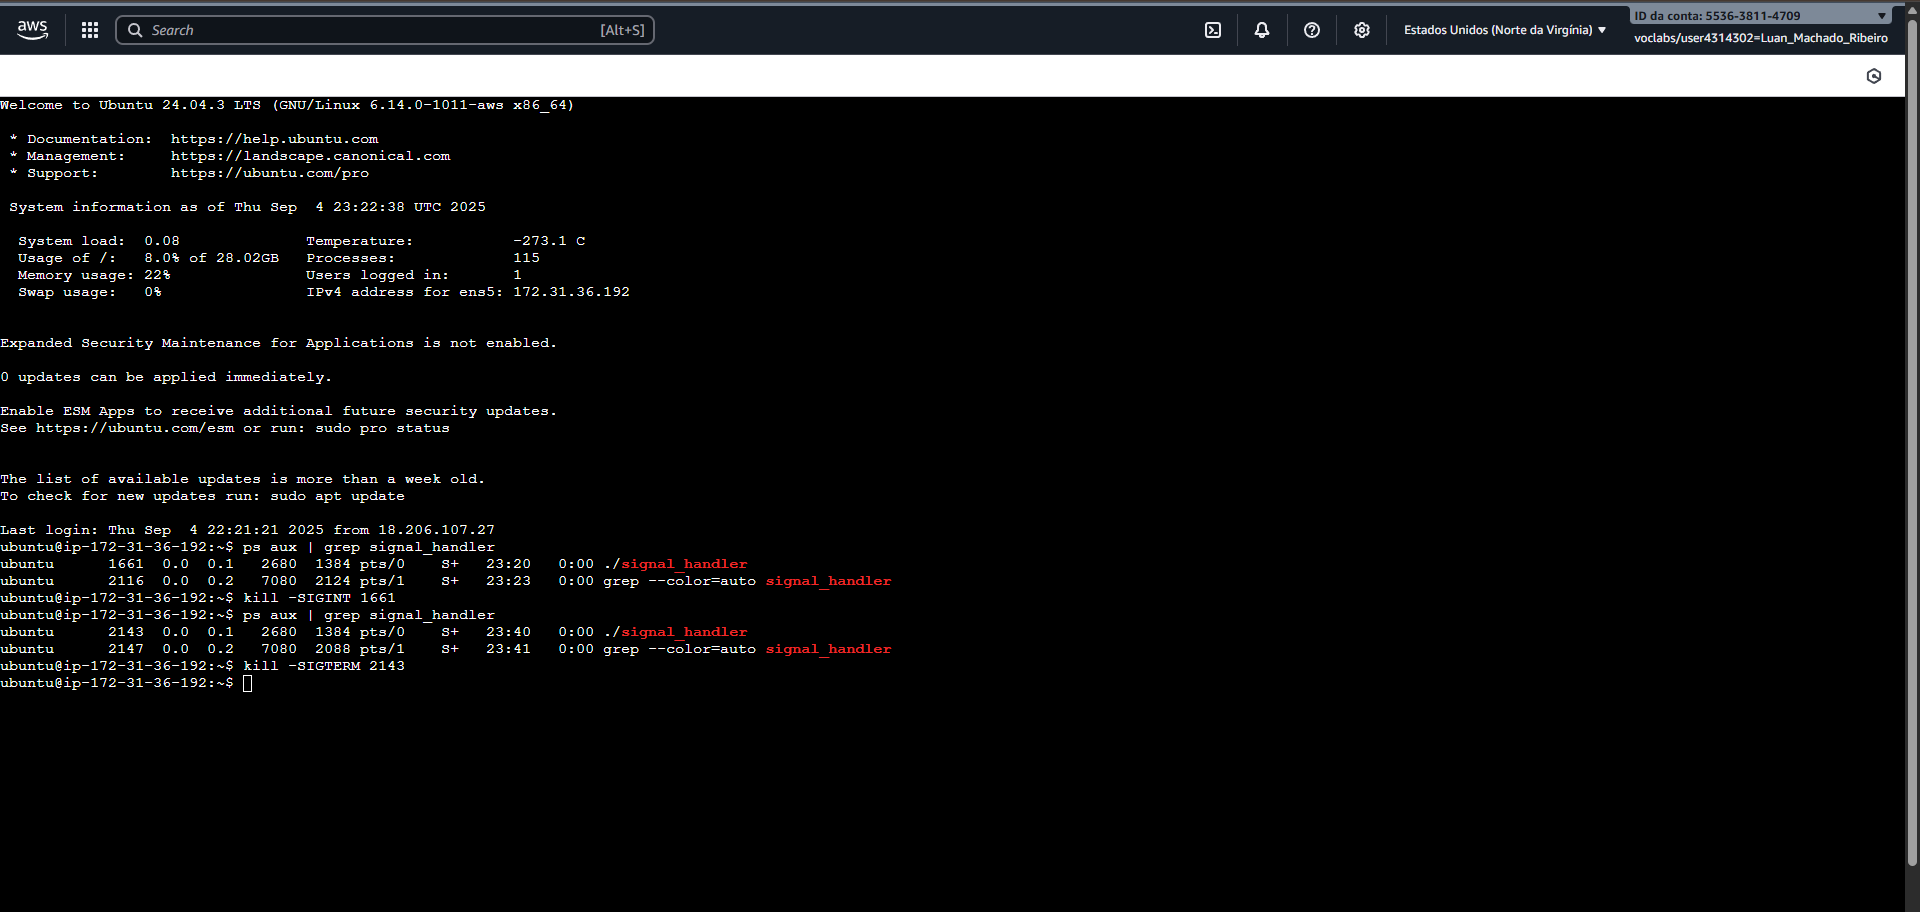 aws
Search [Alt+S]
Estados Unidos (Norte da Virgínia)
ID da conta: 5536-3811-4709
voclabs/user4314302=Luan_Machado_Ribeiro
Welcome to Ubuntu 24.04.3 LTS (GNU/Linux 6.14.0-1011-aws x86_64)
* Documentation:  https://help.ubuntu.com
* Management:     https://landscape.canonical.com
* Support:        https://ubuntu.com/pro
System information as of Thu Sep  4 23:22:38 UTC 2025
System load:  0.08              Temperature:           -273.1 C
Usage of /:   8.0% of 28.02GB   Processes:             115
Memory usage: 22%               Users logged in:       1
Swap usage:   0%                IPv4 address for ens5: 172.31.36.192
Expanded Security Maintenance for Applications is not enabled.
0 updates can be applied immediately.
Enable ESM Apps to receive additional future security updates.
See https://ubuntu.com/esm or run: sudo pro status
The list of available updates is more than a week old.
To check for new updates run: sudo apt update
Last login: Thu Sep  4 22:21:21 2025 from 18.206.107.27
ubuntu@ip-172-31-36-192:~$ ps aux | grep signal_handler
ubuntu      1661  0.0  0.1   2680  1384 pts/0    S+   23:20   0:00 ./signal_handler
ubuntu      2116  0.0  0.2   7080  2124 pts/1    S+   23:23   0:00 grep --color=auto signal_handler
ubuntu@ip-172-31-36-192:~$ kill -SIGINT 1661
ubuntu@ip-172-31-36-192:~$ ps aux | grep signal_handler
ubuntu      2143  0.0  0.1   2680  1384 pts/0    S+   23:40   0:00 ./signal_handler
ubuntu      2147  0.0  0.2   7080  2088 pts/1    S+   23:41   0:00 grep --color=auto signal_handler
ubuntu@ip-172-31-36-192:~$ kill -SIGTERM 2143
ubuntu@ip-172-31-36-192:~$